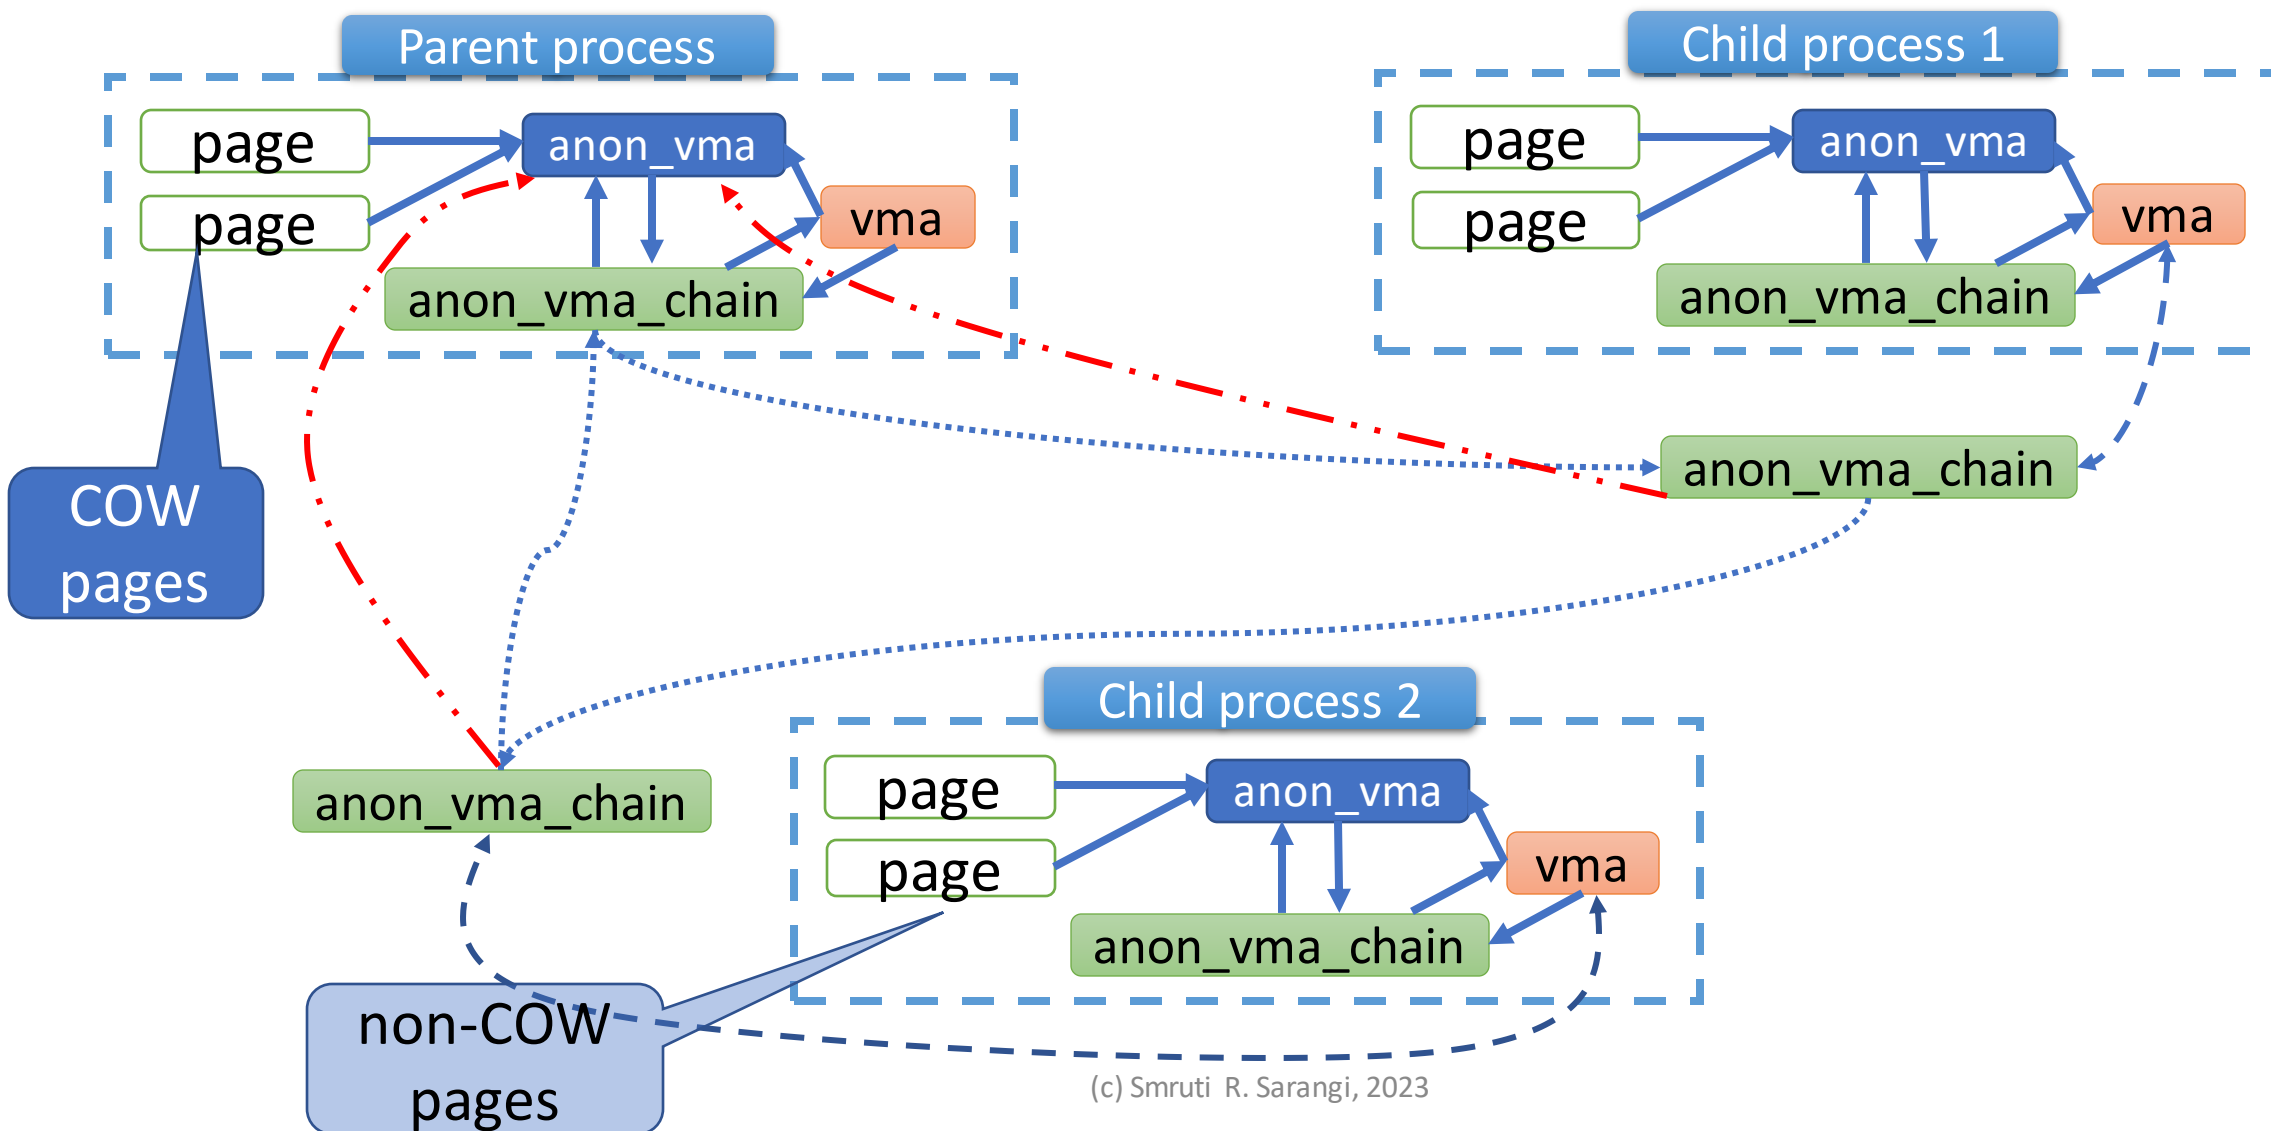 Parent process
page
page
anon_vma
vma
anon_vma_chain
COW
pages
Child process 1
page
page
anon_vma
vma
anon_vma_chain
anon_vma_chain
anon_vma_chain
Child process 2
page
page
anon_vma
vma
anon_vma_chain
non-COW
pages
(c) Smruti R. Sarangi, 2023